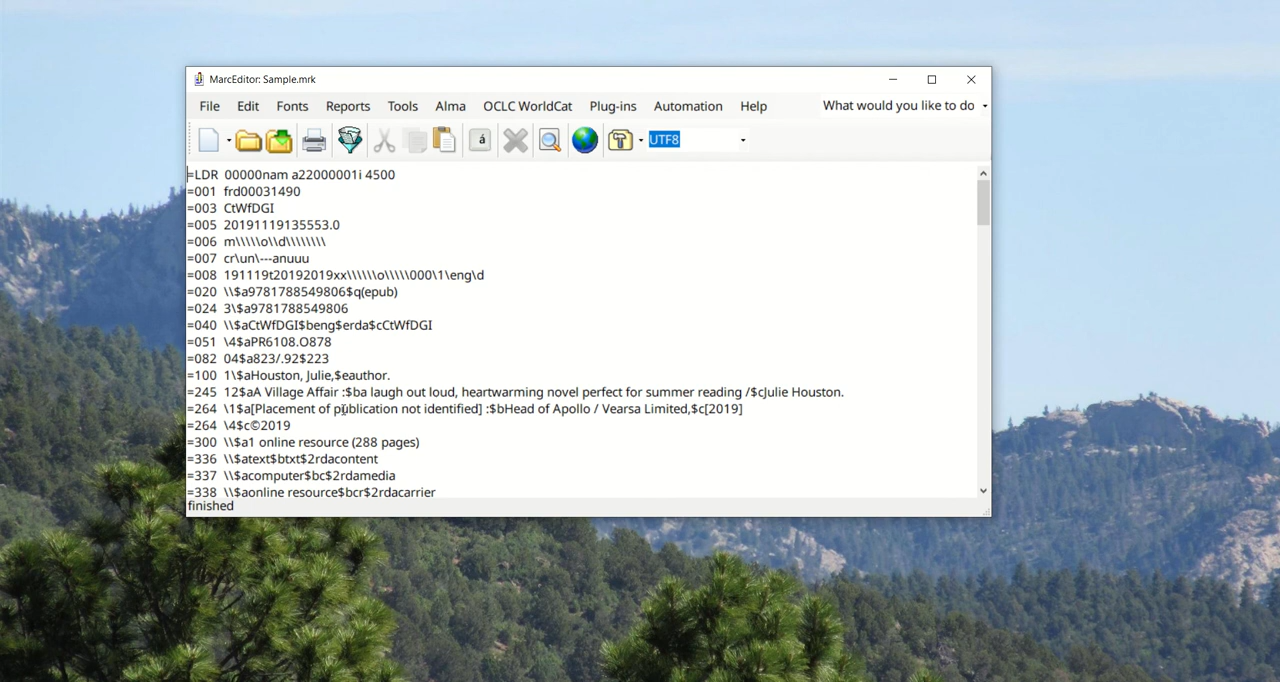 MarcEditor: Sample.mrk
File Edit Fonts Reports Tools Alma OCLC WorldCat Plug-ins Automation Help What would you like to do
á UTF8
=LDR  00000nam a22000001i 4500
=001  frd00031490
=003  CtWfDGI
=005  20191119135553.0
=006  m\\\\\o\\d\\\\\\\\
=007  cr\un\---anuuu
=008  191119t20192019xx\\\\\\o\\\\\000\1\eng\d
=020  \\$a9781788549806$q(epub)
=024  3\$a9781788549806
=040  \\$aCtWfDGI$beng$erda$cCtWfDGI
=051  \4$aPR6108.O878
=082  04$a823/.92$223
=100  1\$aHouston, Julie,$eauthor.
=245  12$aA Village Affair :$ba laugh out loud, heartwarming novel perfect for summer reading /$cJulie Houston.
=264  \1$a[Placement of publication not identified] :$bHead of Apollo / Vearsa Limited,$c[2019]
=264  \4$c©2019
=300  \\$a1 online resource (288 pages)
=336  \\$atext$btxt$2rdacontent
=337  \\$acomputer$bc$2rdamedia
=338  \\$aonline resource$bcr$2rdacarrier
finished